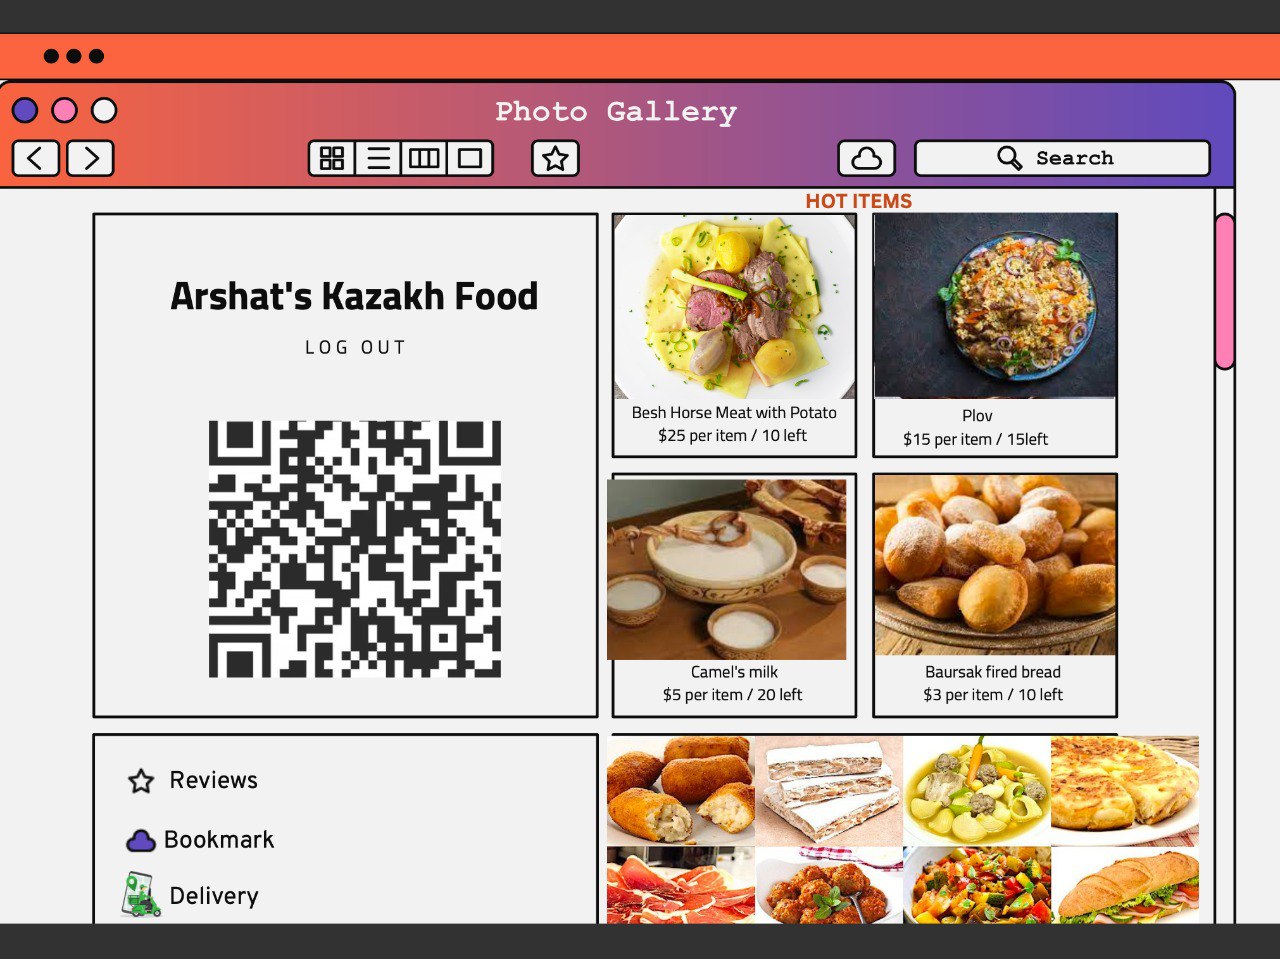 Photo Gallery
Search
HOT ITEMS
Arshat's Kazakh Food
LOG OUT
Besh Horse Meat with Potato
$25 per item / 10 left
Plov
$15 per item / 15left
Camel's milk
$5 per item / 20 left
Baursak fired bread
$3 per item / 10 left
Reviews
Bookmark
Delivery